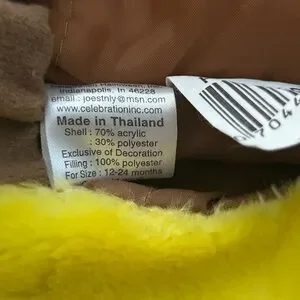 Indianapolis, IN 46228
email : joestnly@msn.com
www.celebrationinc.com
Made in Thailand
Shell : 70% acrylic
: 30% polyester
Exclusive of Decoration
Filling : 100% polyester
For Size : 12-24 months